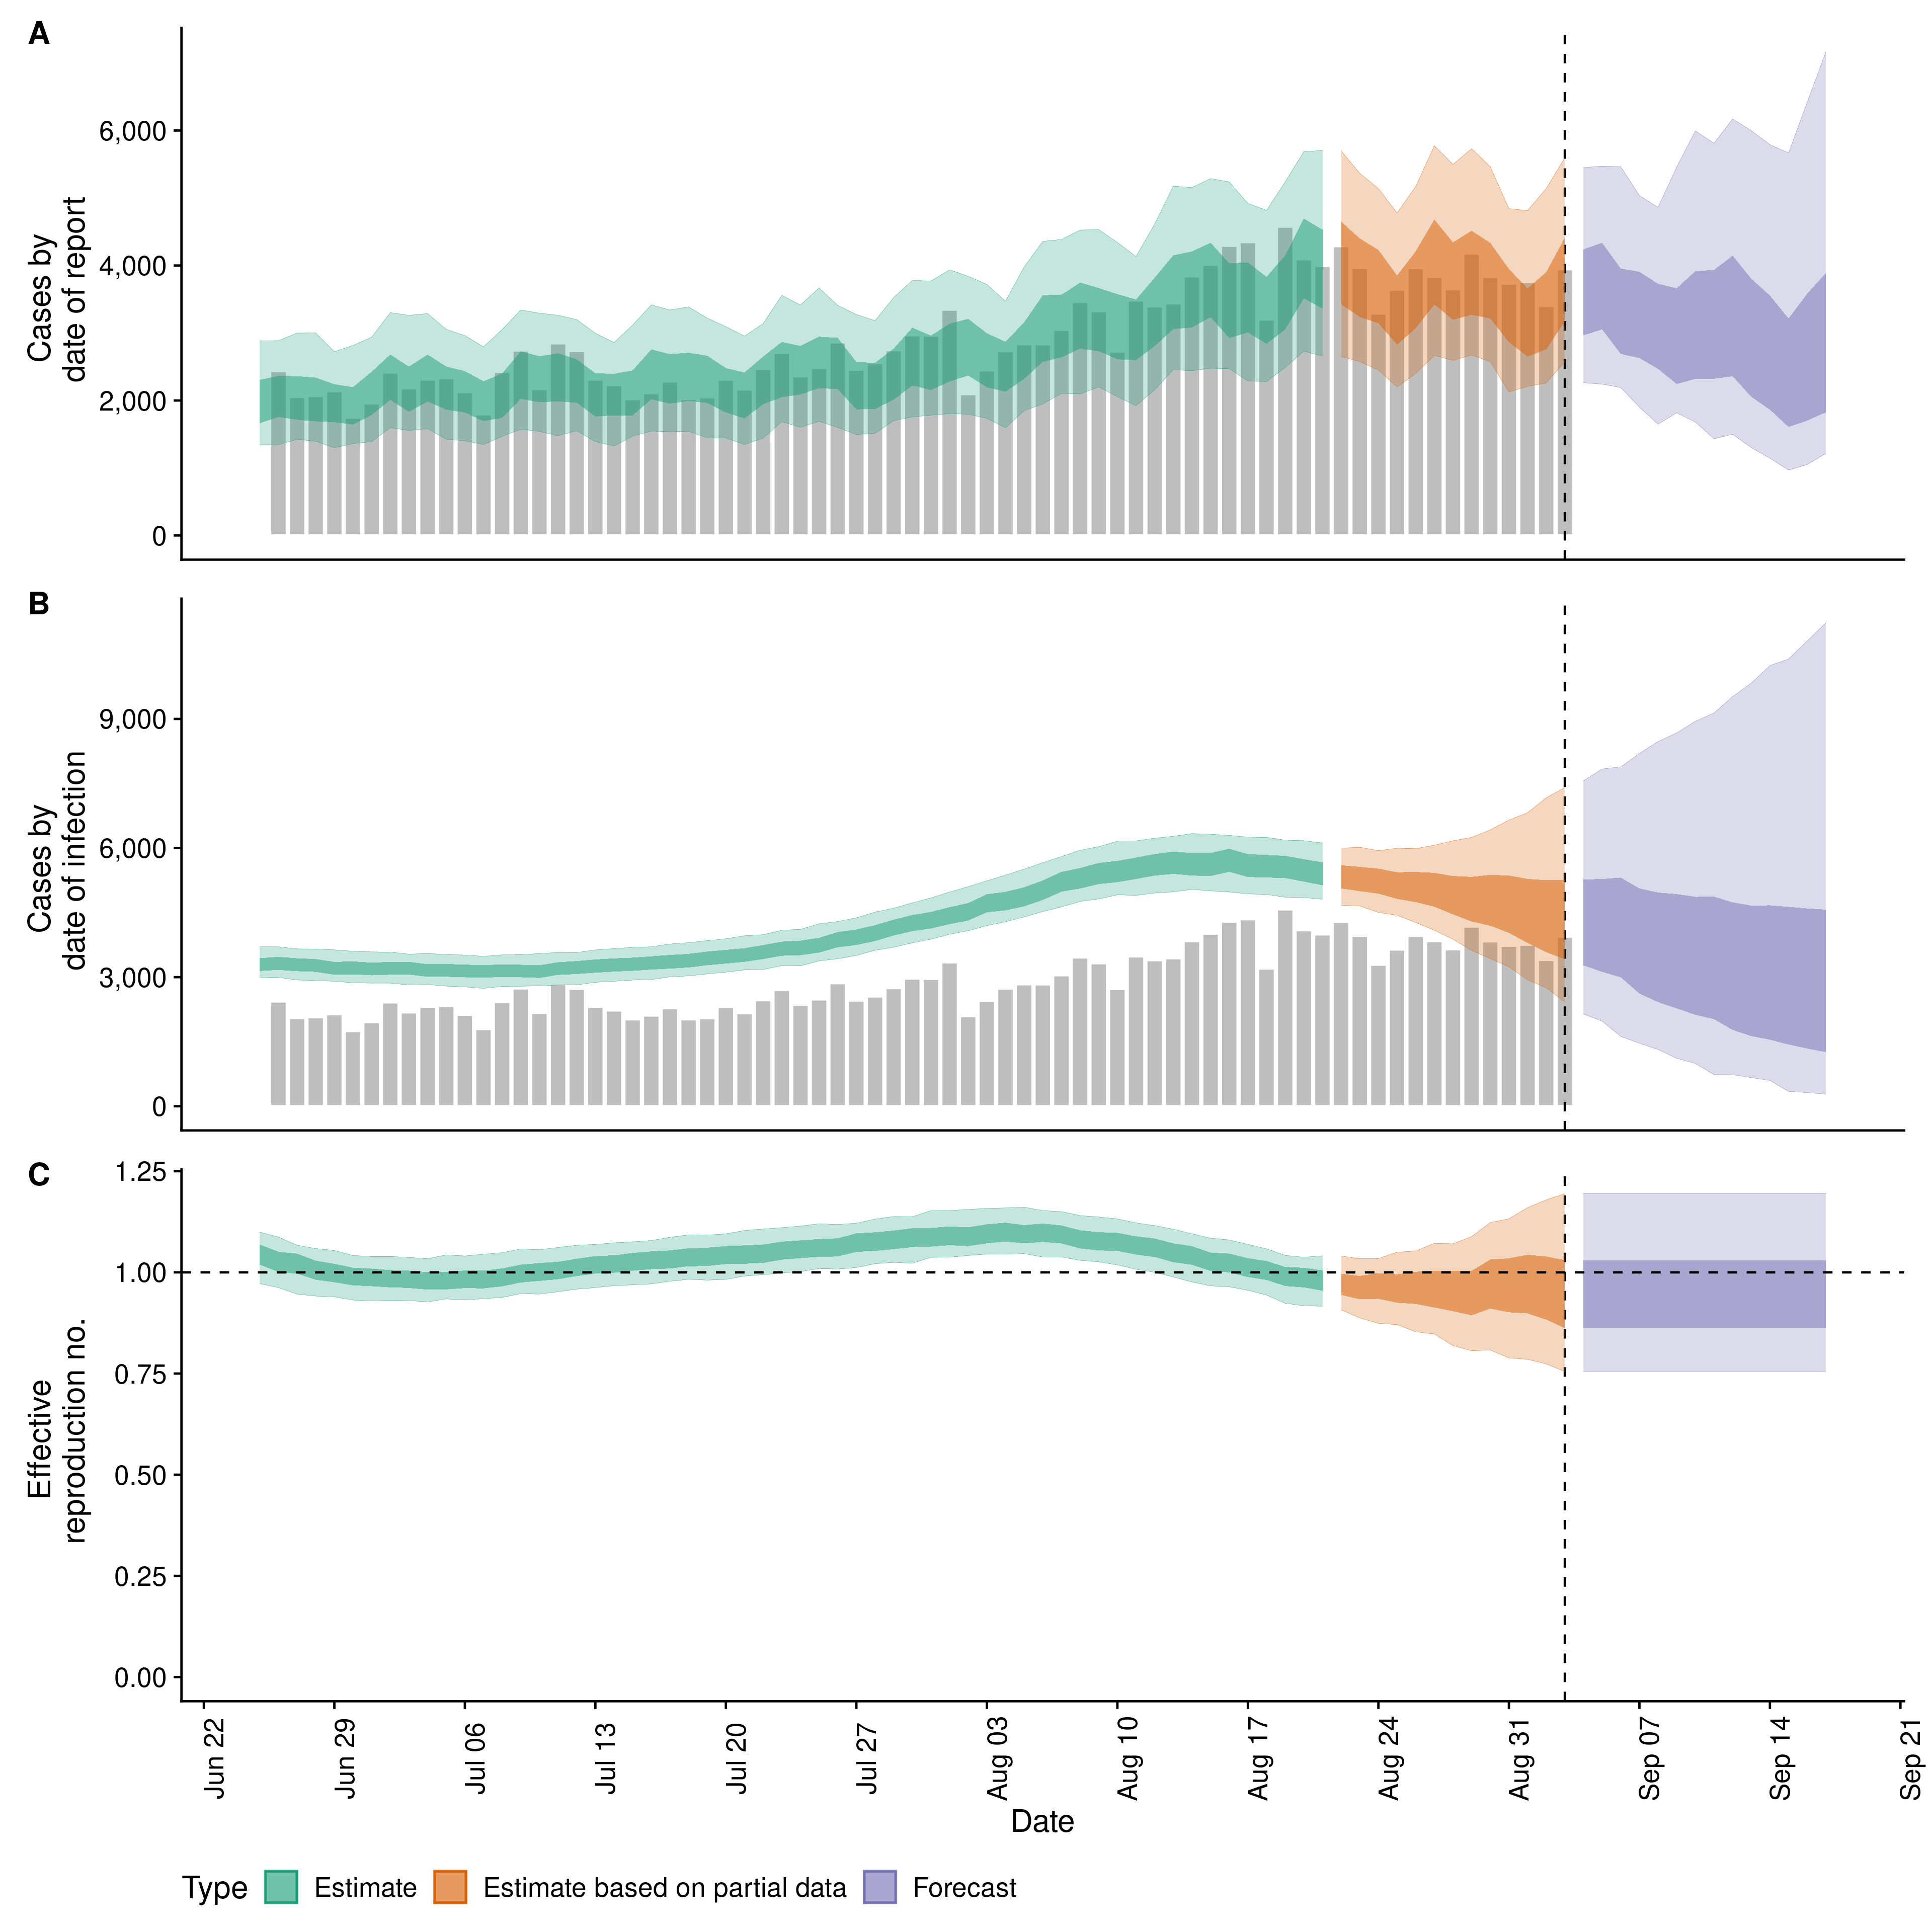 A
Cases by
date of report
6,000
4,000
2,000
0
B
Cases by
date of infection
9,000
6,000
3,000
0
C
Effective
reproduction no.
1.25
1.00
0.75
0.50
0.25
0.00
Jun 22
Jun 29
Jul 06
Jul 13
Jul 20
Jul 27
Aug 03
Aug 10
Aug 17
Aug 24
Aug 31
Sep 07
Sep 14
Sep 21
Date
Type Estimate Estimate based on partial data Forecast